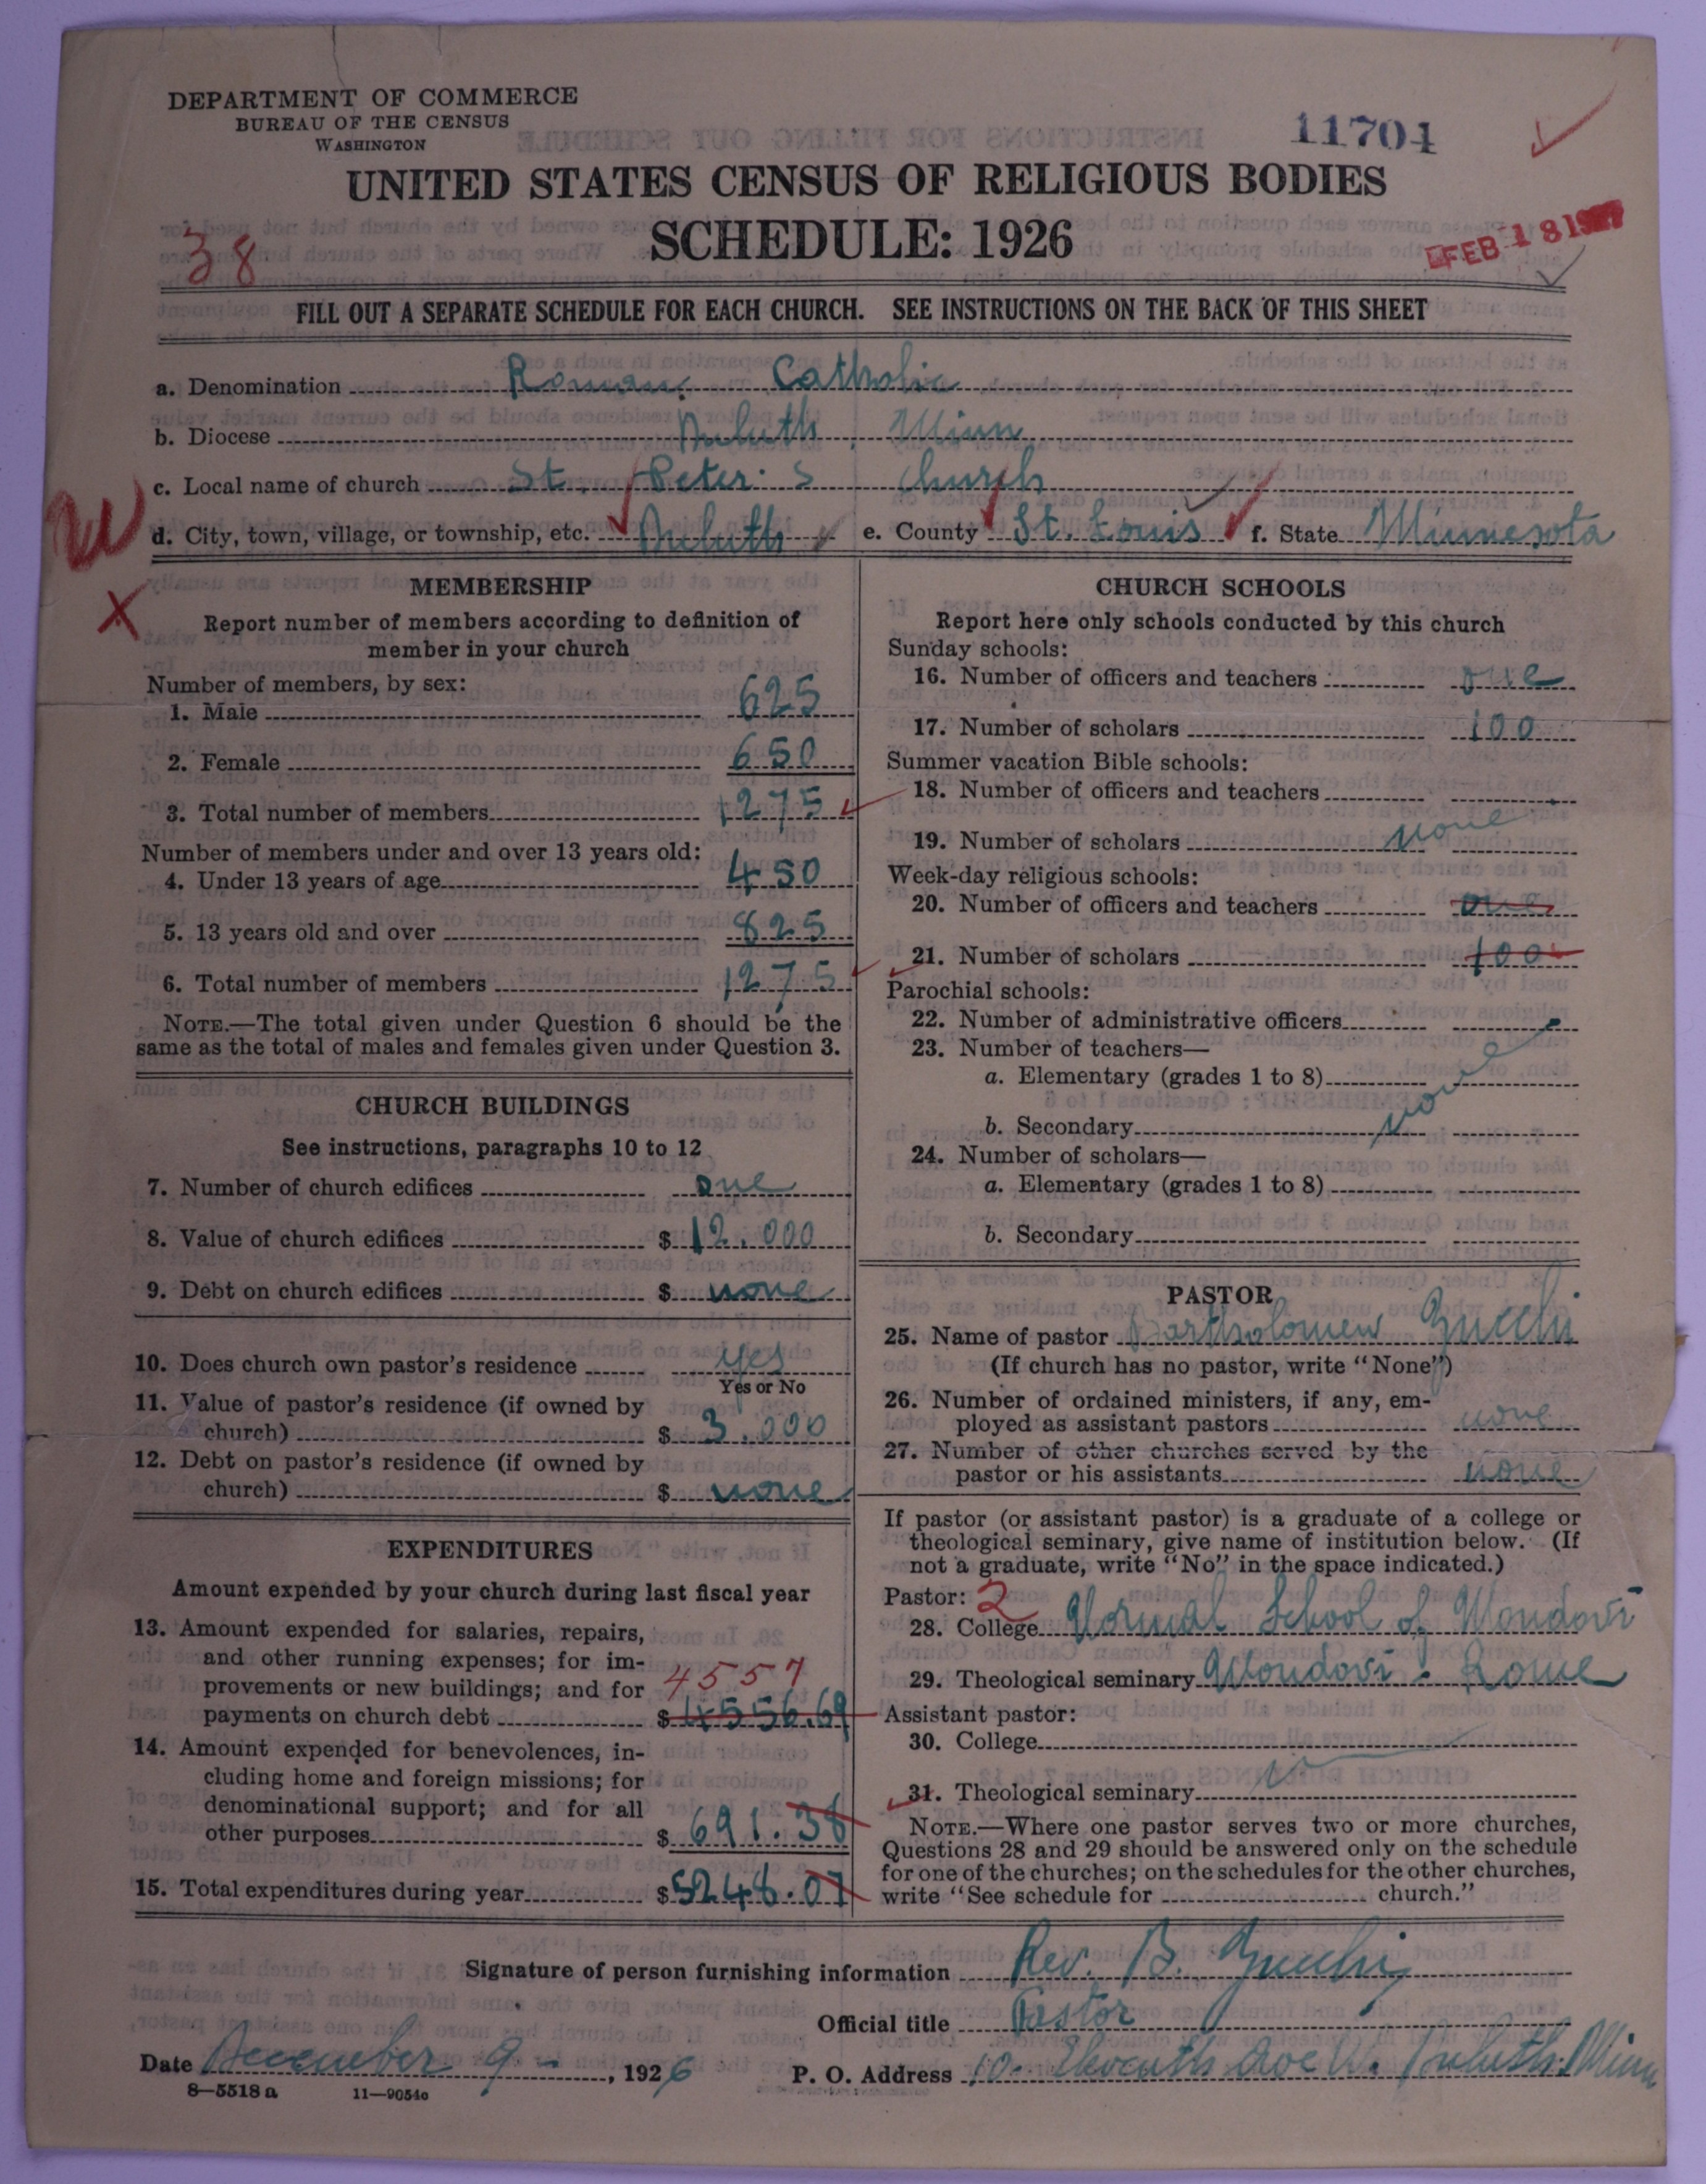 DEPARTMENT OF COMMERCE
BUREAU OF THE CENSUS
WASHINGTON
11704
UNITED STATES CENSUS OF RELIGIOUS BODIES
SCHEDULE: 1926
38
FEB 18 1927
FILL OUT A SEPARATE SCHEDULE FOR EACH CHURCH. SEE INSTRUCTIONS ON THE BACK OF THIS SHEET
a. Denomination Roman Catholic
b. Diocese Duluth, Minn
c. Local name of church St. Peter's Church
d. City, town, village, or township, etc. Duluth e. County St. Louis f. State Minnesota
MEMBERSHIP
Report number of members according to definition of
member in your church
Number of members, by sex:
1. Male 625
2. Female 650
3. Total number of members 1275
Number of members under and over 13 years old:
4. Under 13 years of age 450
5. 13 years old and over 825
6. Total number of members 1275
NOTE.—The total given under Question 6 should be the
same as the total of males and females given under Question 3.
CHURCH BUILDINGS
See instructions, paragraphs 10 to 12
7. Number of church edifices one
8. Value of church edifices $ 12.000
9. Debt on church edifices $ none
10. Does church own pastor's residence yes
Yes or No
11. Value of pastor's residence (if owned by
church) $ 3.000
12. Debt on pastor's residence (if owned by
church) $ none
EXPENDITURES
Amount expended by your church during last fiscal year
13. Amount expended for salaries, repairs,
and other running expenses; for im-
provements or new buildings; and for 4557
payments on church debt $ 4556.69
14. Amount expended for benevolences, in-
cluding home and foreign missions; for
denominational support; and for all
other purposes $ 691.38
15. Total expenditures during year $ 5248.07
CHURCH SCHOOLS
Report here only schools conducted by this church
Sunday schools:
16. Number of officers and teachers one
17. Number of scholars 100
Summer vacation Bible schools:
18. Number of officers and teachers
19. Number of scholars none
Week-day religious schools:
20. Number of officers and teachers one
21. Number of scholars 100
Parochial schools:
22. Number of administrative officers
23. Number of teachers—
a. Elementary (grades 1 to 8)
none
b. Secondary
24. Number of scholars—
a. Elementary (grades 1 to 8)
b. Secondary
PASTOR
25. Name of pastor Bartholomew Zucchi
(If church has no pastor, write "None")
26. Number of ordained ministers, if any, em-
ployed as assistant pastors none
27. Number of other churches served by the
pastor or his assistants none
If pastor (or assistant pastor) is a graduate of a college or
theological seminary, give name of institution below. (If
not a graduate, write "No" in the space indicated.)
Pastor: 2
28. College Normal School of Mondovi
29. Theological seminary Mondovi - Rome
Assistant pastor:
30. College
31. Theological seminary
NOTE.—Where one pastor serves two or more churches,
Questions 28 and 29 should be answered only on the schedule
for one of the churches; on the schedules for the other churches,
write "See schedule for church."
Signature of person furnishing information Rev. B. Zucchi
Official title Pastor
Date December 9 -, 1926 P. O. Address 10- Eleventh Ave W. Duluth. Minn
8—5518 a 11—9054c